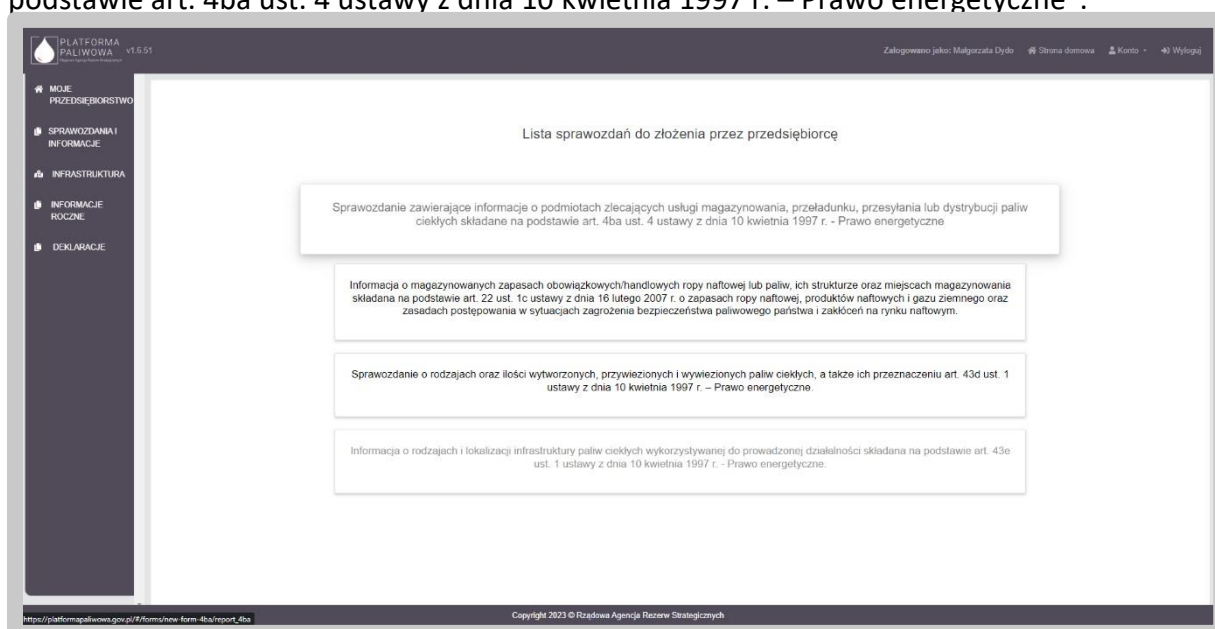 podstawie art. 4ba ust. 4 ustawy z dnia 10 kwietnia 1997 r. – Prawo energetyczne".
PLATFORMA
PALIWOWA v1.6.51
Rządowa Agencja Rezerw Strategicznych
Zalogowano jako: Małgorzata Dydo Strona domowa Konto Wyloguj
MOJE
PRZEDSIĘBIORSTWO
SPRAWOZDANIA I
INFORMACJE
INFRASTRUKTURA
INFORMACJE
ROCZNE
DEKLARACJE
Lista sprawozdań do złożenia przez przedsiębiorcę
Sprawozdanie zawierające informacje o podmiotach zlecających usługi magazynowania, przeładunku, przesyłania lub dystrybucji paliw
ciekłych składane na podstawie art. 4ba ust. 4 ustawy z dnia 10 kwietnia 1997 r. - Prawo energetyczne
Informacja o magazynowanych zapasach obowiązkowych/handlowych ropy naftowej lub paliw, ich strukturze oraz miejscach magazynowania
składana na podstawie art. 22 ust. 1c ustawy z dnia 16 lutego 2007 r. o zapasach ropy naftowej, produktów naftowych i gazu ziemnego oraz
zasadach postępowania w sytuacjach zagrożenia bezpieczeństwa paliwowego państwa i zakłóceń na rynku naftowym.
Sprawozdanie o rodzajach oraz ilości wytworzonych, przywiezionych i wywiezionych paliw ciekłych, a także ich przeznaczeniu art. 43d ust. 1
ustawy z dnia 10 kwietnia 1997 r. – Prawo energetyczne.
Informacja o rodzajach i lokalizacji infrastruktury paliw ciekłych wykorzystywanej do prowadzonej działalności składana na podstawie art. 43e
ust. 1 ustawy z dnia 10 kwietnia 1997 r. - Prawo energetyczne.
https://platformapaliwowa.gov.pl/#/forms/new-form-4ba/report_4ba
Copyright 2023 © Rządowa Agencja Rezerw Strategicznych